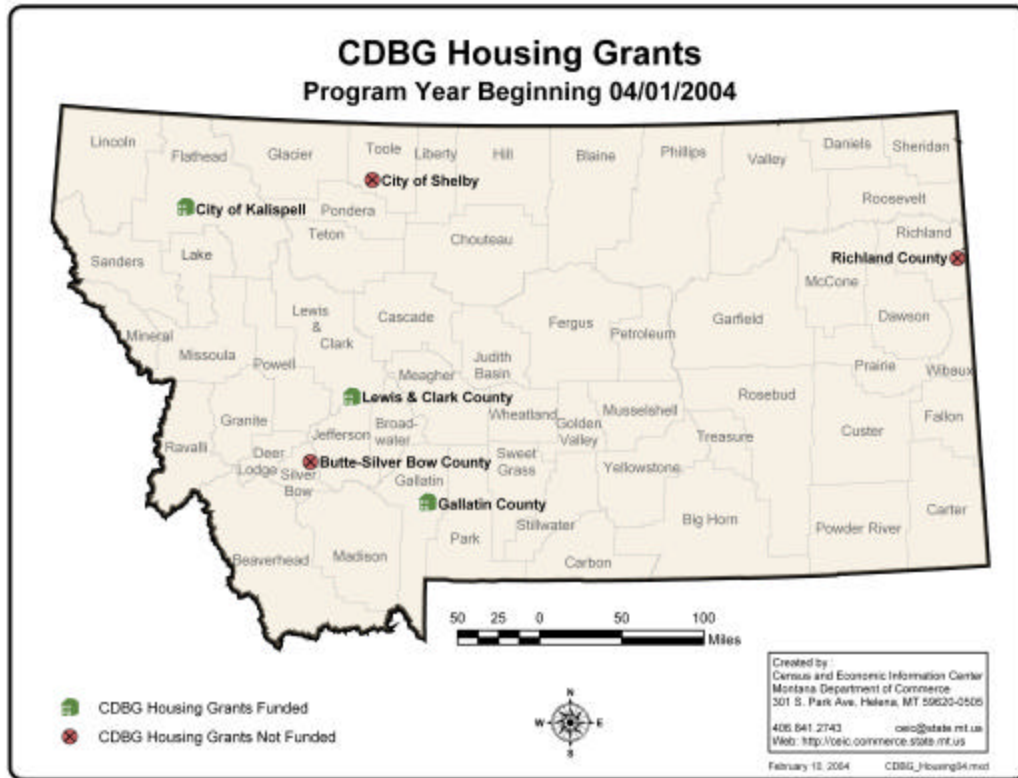 CDBG Housing Grants
Program Year Beginning 04/01/2004
Lincoln
Flathead
Glacier
Toole
Liberty
Hill
Blaine
Phillips
Valley
Daniels
Sheridan
City of Shelby
Roosevelt
City of Kalispell
Pondera
Richland
Teton
Chouteau
Sanders
Lake
Richland County
McCone
Lewis
&
Clark
Cascade
Fergus
Petroleum
Garfield
Dawson
Mineral
Missoula
Powell
Judith
Basin
Meagher
Prairie
Wibaux
Lewis & Clark County
Rosebud
Granite
Jefferson
Broad-
water
Wheatland
Golden
Valley
Musselshell
Treasure
Custer
Fallon
Ravalli
Deer
Lodge
Silver
Bow
Butte-Silver Bow County
Sweet
Grass
Yellowstone
Gallatin
Gallatin County
Stillwater
Big Horn
Powder River
Carter
Park
Beaverhead
Madison
Carbon
50 25 0 50 100
Miles
CDBG Housing Grants Funded
CDBG Housing Grants Not Funded
N
W E
S
Created by :
Census and Economic Information Center
Montana Department of Commerce
301 S. Park Ave, Helena, MT 59620-0505
406.841.2743 ceic@state.mt.us
Web: http://ceic.commerce.state.mt.us
February 10, 2004 CDBG_Housing04.mxd